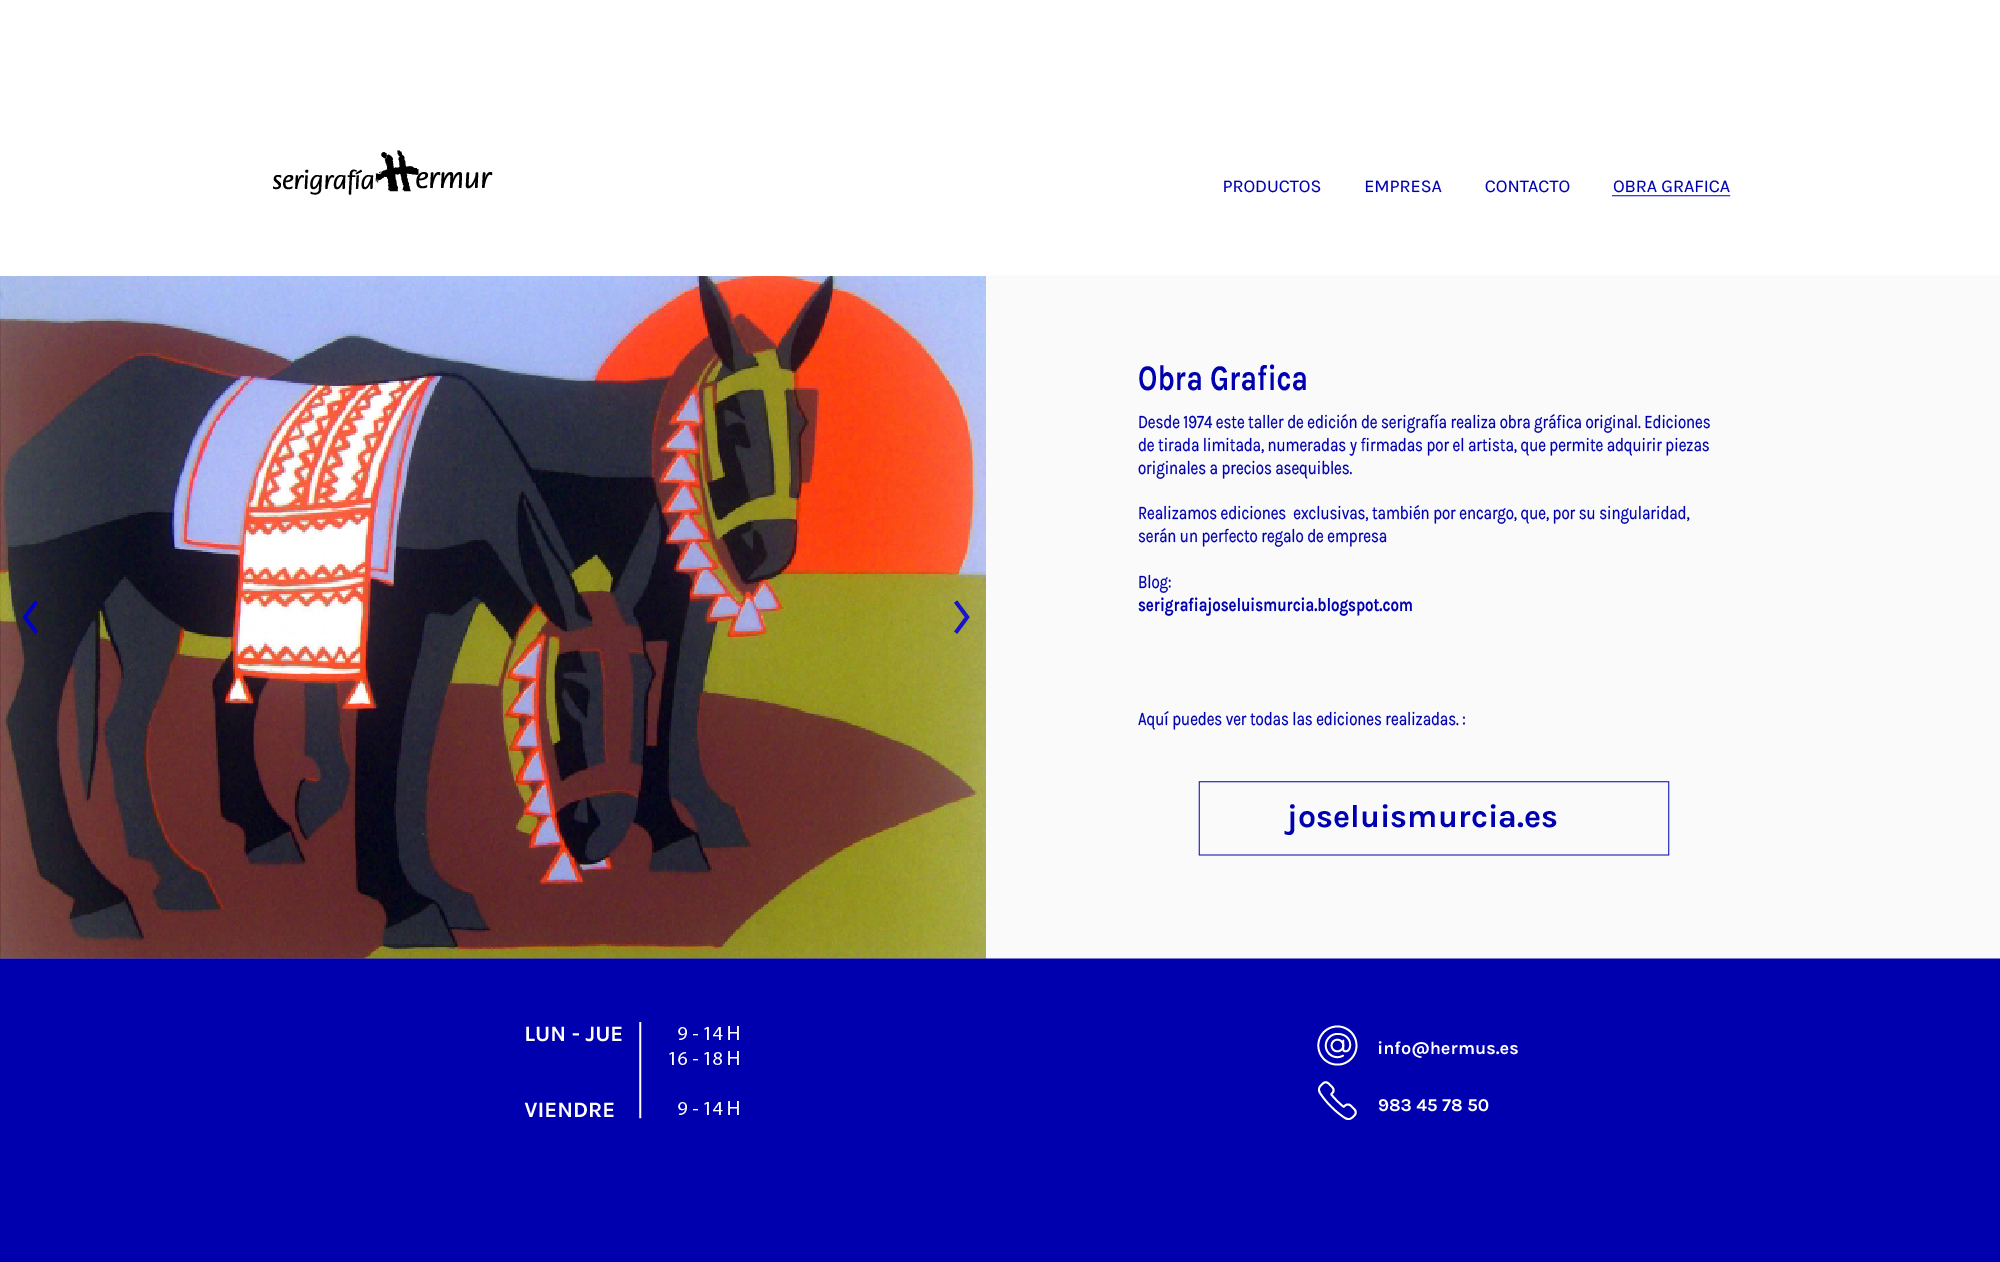 serigrafía Hermur
PRODUCTOS EMPRESA CONTACTO OBRA GRAFICA
Obra Grafica
Desde 1974 este taller de edición de serigrafía realiza obra gráfica original. Ediciones
de tirada limitada, numeradas y firmadas por el artista, que permite adquirir piezas
originales a precios asequibles.
Realizamos ediciones  exclusivas, también por encargo, que, por su singularidad,
serán un perfecto regalo de empresa
Blog:
serigrafiajoseluismurcia.blogspot.com
Aquí puedes ver todas las ediciones realizadas. :
joseluismurcia.es
LUN - JUE 9 - 14 H
16 - 18 H
VIENDRE 9 - 14 H
info@hermus.es
983 45 78 50